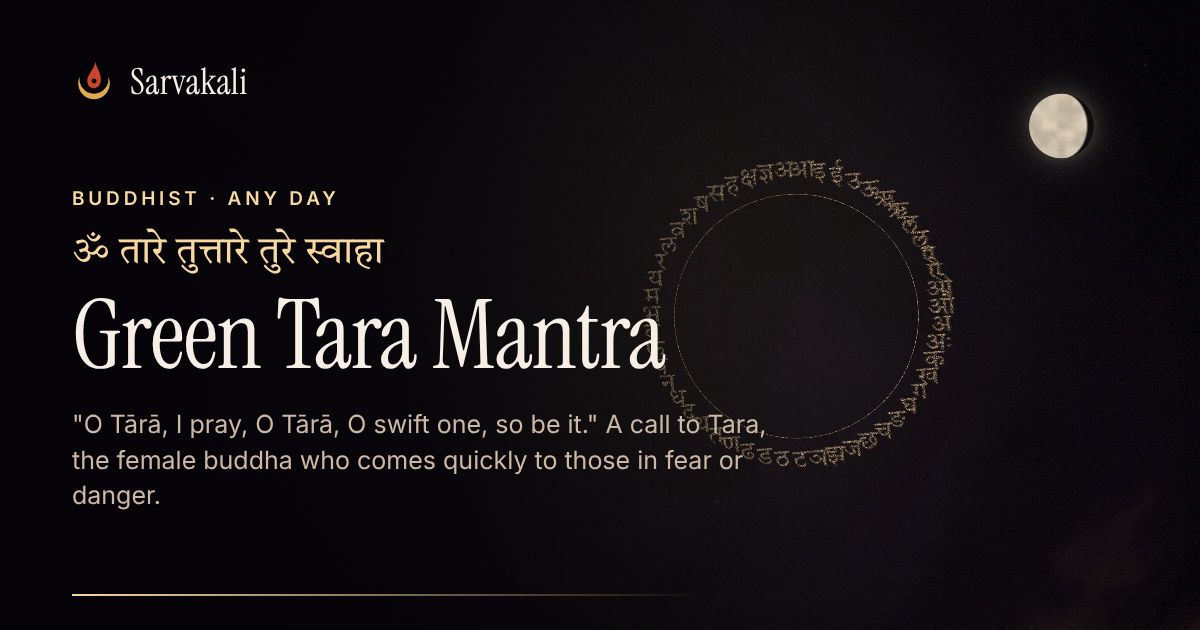 Sarvakali
BUDDHIST · ANY DAY
ॐ तारे तुत्तारे तुरे स्वाहा
Green Tara Mantra
"O Tārā, I pray, O Tārā, O swift one, so be it." A call to Tara,
the female buddha who comes quickly to those in fear or
danger.